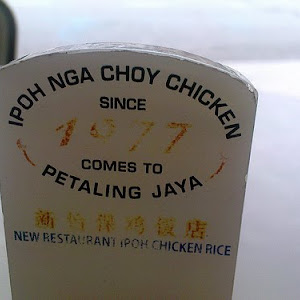 IPOH NGA CHOY CHICKEN
SINCE
1977
COMES TO
PETALING JAYA
新怡保鸡饭店
NEW RESTAURANT IPOH CHICKEN RICE